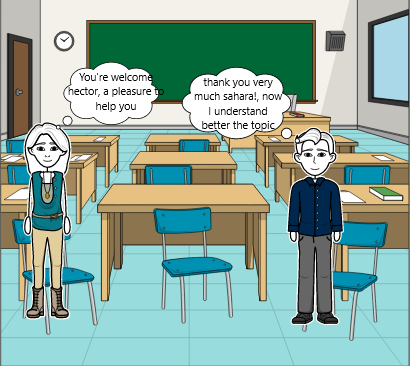 You're welcome
hector, a pleasure to
help you
thank you very
much sahara!, now
I understand
better the topic